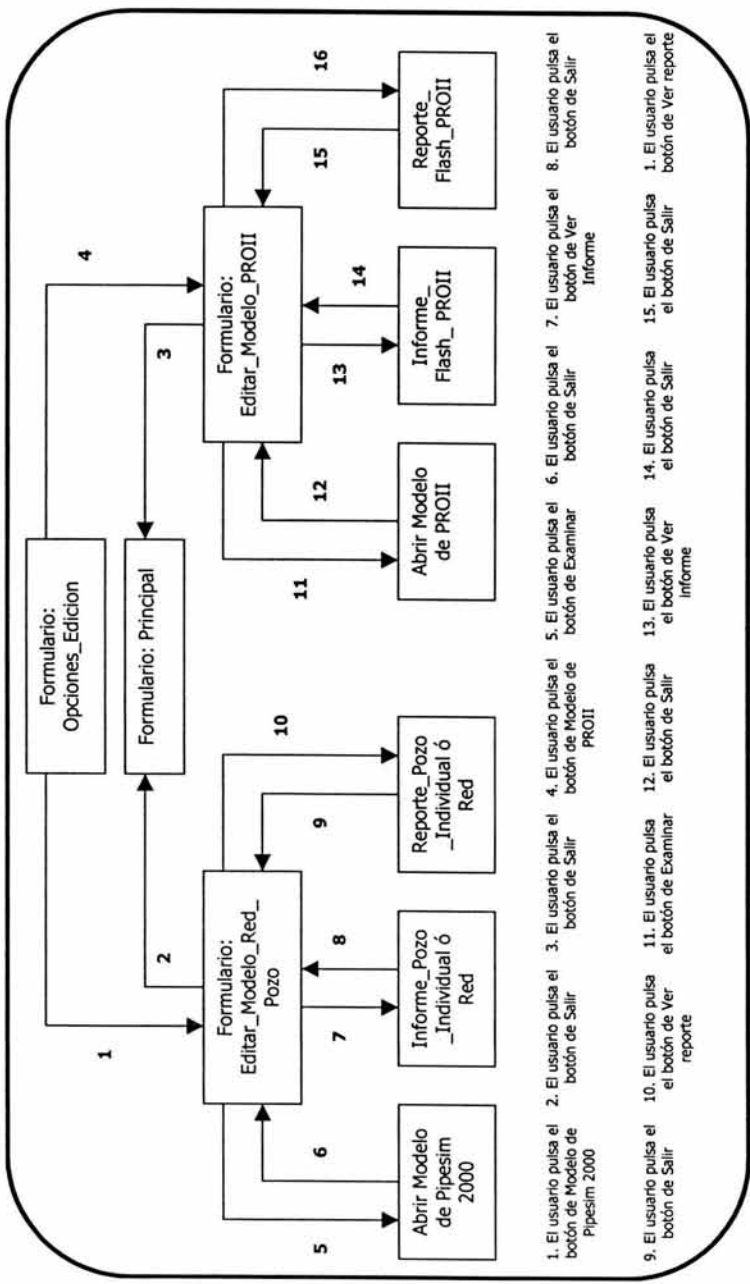 Formulario:
Opciones_Edicion
Formulario: Principal
1
2
3
4
Formulario:
Editar_Modelo_Red_
Pozo
Formulario:
Editar_Modelo_PROII
5
6
7
8
9
10
11
12
13
14
15
16
Abrir Modelo
de Pipesim
2000
Informe_Pozo
_Individual ó
Red
Reporte_Pozo
_Individual ó
Red
Abrir Modelo
de PROII
Informe_
Flash_ PROII
Reporte_
Flash_PROII
1. El usuario pulsa el
botón de Modelo de
Pipesim 2000
2. El usuario pulsa el
botón de Salir
3. El usuario pulsa el
botón de Salir
4. El usuario pulsa el
botón de Modelo de
PROII
5. El usuario pulsa el
botón de Examinar
6. El usuario pulsa el
botón de Salir
7. El usuario pulsa el
botón de Ver
Informe
8. El usuario pulsa el
botón de Salir
9. El usuario pulsa el
botón de Salir
10. El usuario pulsa
el botón de Ver
reporte
11. El usuario pulsa
el botón de Examinar
12. El usuario pulsa
el botón de Salir
13. El usuario pulsa
el botón de Ver
informe
14. El usuario pulsa
el botón de Salir
15. El usuario pulsa
el botón de Salir
1. El usuario pulsa el
botón de Ver reporte